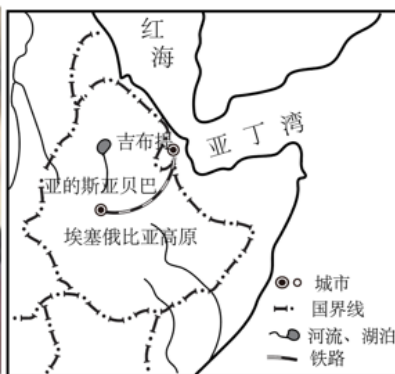 红
海
亚丁湾
吉布提
亚的斯亚贝巴
埃塞俄比亚高原
城市
国界线
河流、湖泊
铁路